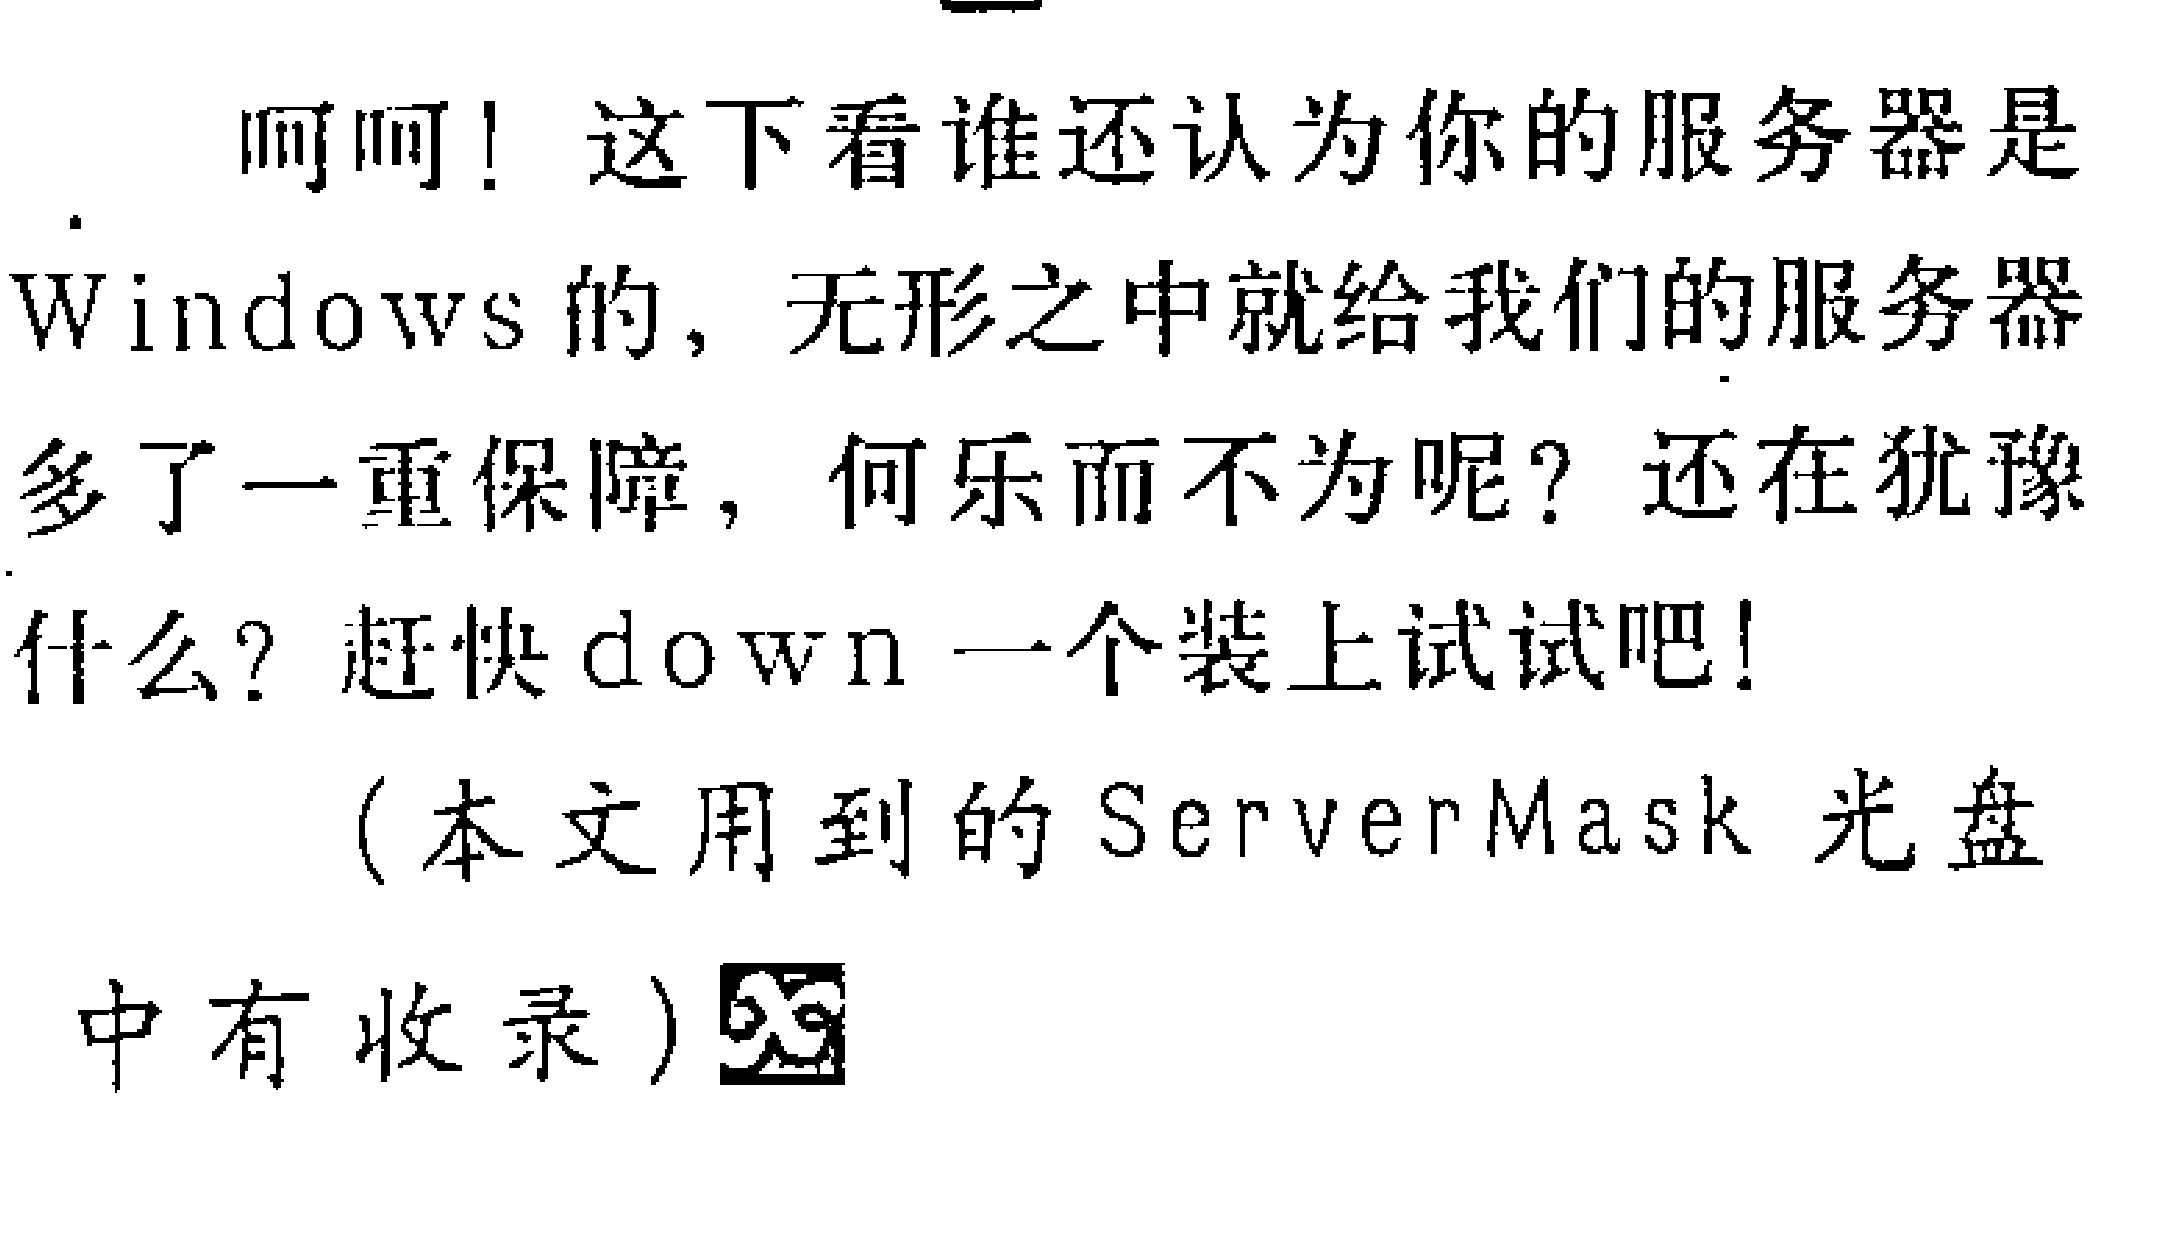 呵呵！这下看谁还认为你的服务器是
Windows的，无形之中就给我们的服务器
多了一重保障，何乐而不为呢？还在犹豫
什么？赶快down一个装上试试吧！
（本文用到的ServerMask光盘
中有收录）